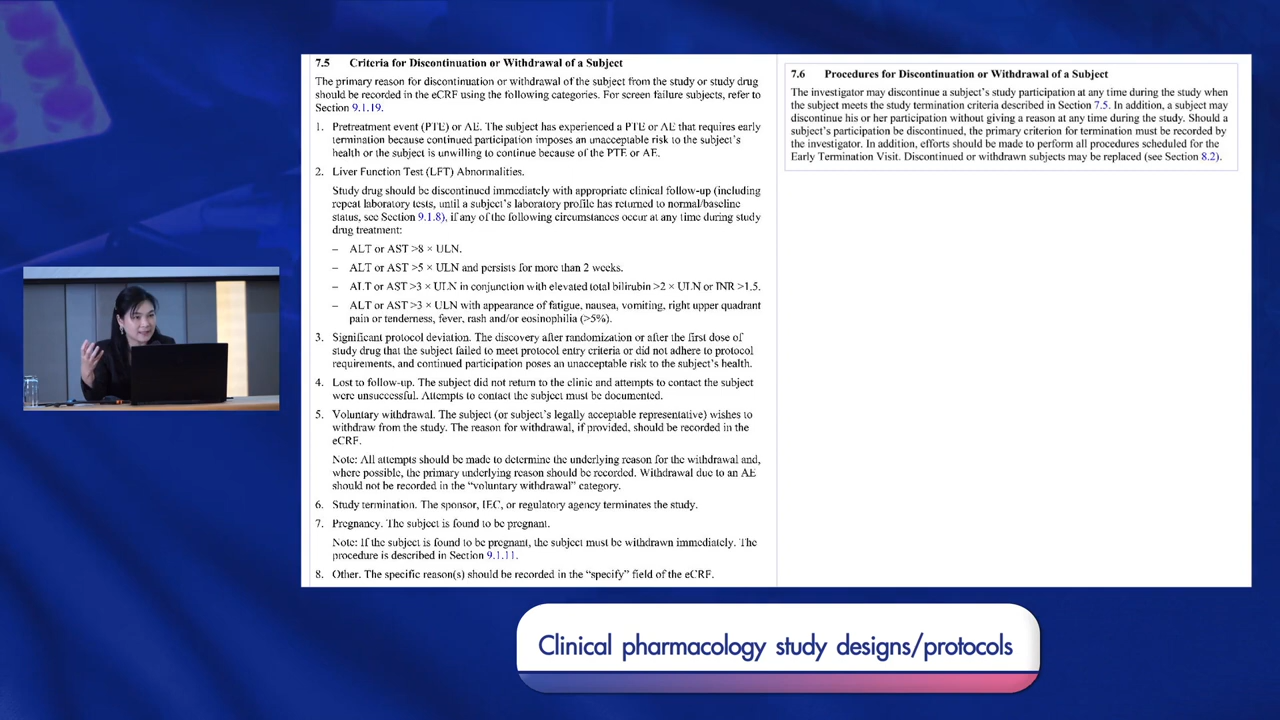 7.5 Criteria for Discontinuation or Withdrawal of a Subject
The primary reason for discontinuation or withdrawal of the subject from the study or study drug
should be recorded in the eCRF using the following categories. For screen failure subjects, refer to
Section 9.1.19.
1. Pretreatment event (PTE) or AE. The subject has experienced a PTE or AE that requires early
termination because continued participation imposes an unacceptable risk to the subject's
health or the subject is unwilling to continue because of the PTE or AE.
2. Liver Function Test (LFT) Abnormalities.
Study drug should be discontinued immediately with appropriate clinical follow-up (including
repeat laboratory tests, until a subject's laboratory profile has returned to normal/baseline
status, see Section 9.1.8), if any of the following circumstances occur at any time during study
drug treatment:
– ALT or AST >8 × ULN.
– ALT or AST >5 × ULN and persists for more than 2 weeks.
– ALT or AST >3 × ULN in conjunction with elevated total bilirubin >2 × ULN or INR >1.5.
– ALT or AST >3 × ULN with appearance of fatigue, nausea, vomiting, right upper quadrant
pain or tenderness, fever, rash and/or eosinophilia (>5%).
3. Significant protocol deviation. The discovery after randomization or after the first dose of
study drug that the subject failed to meet protocol entry criteria or did not adhere to protocol
requirements, and continued participation poses an unacceptable risk to the subject's health.
4. Lost to follow-up. The subject did not return to the clinic and attempts to contact the subject
were unsuccessful. Attempts to contact the subject must be documented.
5. Voluntary withdrawal. The subject (or subject's legally acceptable representative) wishes to
withdraw from the study. The reason for withdrawal, if provided, should be recorded in the
eCRF.
Note: All attempts should be made to determine the underlying reason for the withdrawal and,
where possible, the primary underlying reason should be recorded. Withdrawal due to an AE
should not be recorded in the "voluntary withdrawal" category.
6. Study termination. The sponsor, IEC, or regulatory agency terminates the study.
7. Pregnancy. The subject is found to be pregnant.
Note: If the subject is found to be pregnant, the subject must be withdrawn immediately. The
procedure is described in Section 9.1.11.
8. Other. The specific reason(s) should be recorded in the "specify" field of the eCRF.
7.6 Procedures for Discontinuation or Withdrawal of a Subject
The investigator may discontinue a subject's study participation at any time during the study when
the subject meets the study termination criteria described in Section 7.5. In addition, a subject may
discontinue his or her participation without giving a reason at any time during the study. Should a
subject's participation be discontinued, the primary criterion for termination must be recorded by
the investigator. In addition, efforts should be made to perform all procedures scheduled for the
Early Termination Visit. Discontinued or withdrawn subjects may be replaced (see Section 8.2).
Clinical pharmacology study designs/protocols